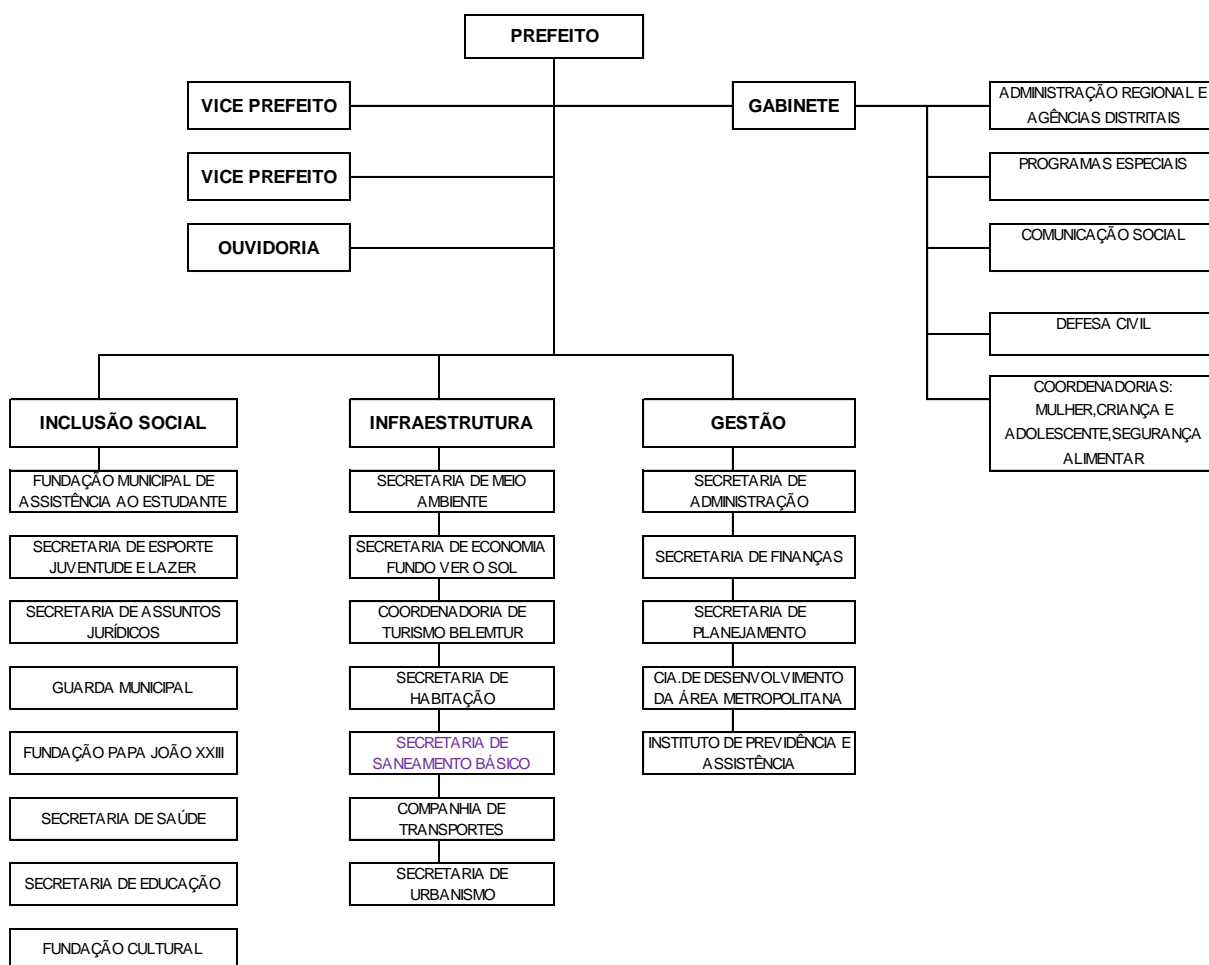 PREFEITO
VICE PREFEITO
GABINETE
ADMINISTRAÇÃO REGIONAL E
AGÊNCIAS DISTRITAIS
VICE PREFEITO
PROGRAMAS ESPECIAIS
OUVIDORIA
COMUNICAÇÃO SOCIAL
DEFESA CIVIL
COORDENADORIAS:
MULHER,CRIANÇA E
ADOLESCENTE,SEGURANÇA
ALIMENTAR
INCLUSÃO SOCIAL
FUNDAÇÃO MUNICIPAL DE
ASSISTÊNCIA AO ESTUDANTE
SECRETARIA DE ESPORTE
JUVENTUDE E LAZER
SECRETARIA DE ASSUNTOS
JURÍDICOS
GUARDA MUNICIPAL
FUNDAÇÃO PAPA JOÃO XXIII
SECRETARIA DE SAÚDE
SECRETARIA DE EDUCAÇÃO
FUNDAÇÃO CULTURAL
INFRAESTRUTURA
SECRETARIA DE MEIO
AMBIENTE
SECRETARIA DE ECONOMIA
FUNDO VER O SOL
COORDENADORIA DE
TURISMO BELEMTUR
SECRETARIA DE
HABITAÇÃO
SECRETARIA DE
SANEAMENTO BÁSICO
COMPANHIA DE
TRANSPORTES
SECRETARIA DE
URBANISMO
GESTÃO
SECRETARIA DE
ADMINISTRAÇÃO
SECRETARIA DE FINANÇAS
SECRETARIA DE
PLANEJAMENTO
CIA.DE DESENVOLVIMENTO
DA ÁREA METROPOLITANA
INSTITUTO DE PREVIDÊNCIA E
ASSISTÊNCIA